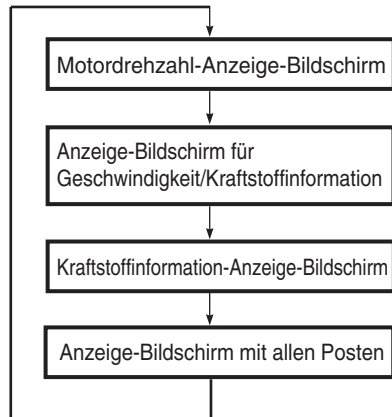 Motordrehzahl-Anzeige-Bildschirm
Anzeige-Bildschirm für
Geschwindigkeit/Kraftstoffinformation
Kraftstoffinformation-Anzeige-Bildschirm
Anzeige-Bildschirm mit allen Posten